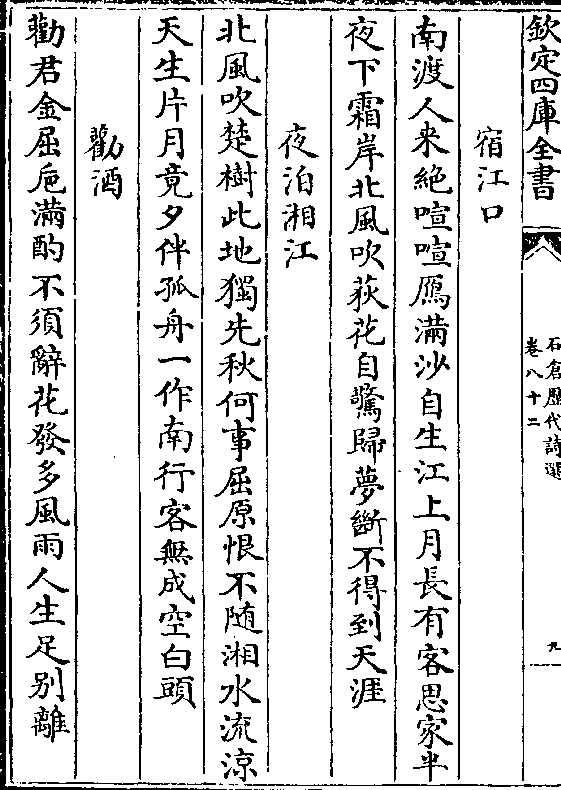 欽定四庫全書
石倉歷代詩選
卷八十二
九
宿江口
南渡人來絶喧喧鴈滿沙自生江上月長有客思家半
夜下霜岸北風吹荻花自驚歸夢斷不得到天涯
夜泊湘江
北風吹楚樹此地獨先秋何事屈原恨不随湘水流涼
天生片月竟夕伴孤舟一作南行客無成空白頭
勸酒
勸君金屈巵滿酌不須辭花發多風雨人生足别離